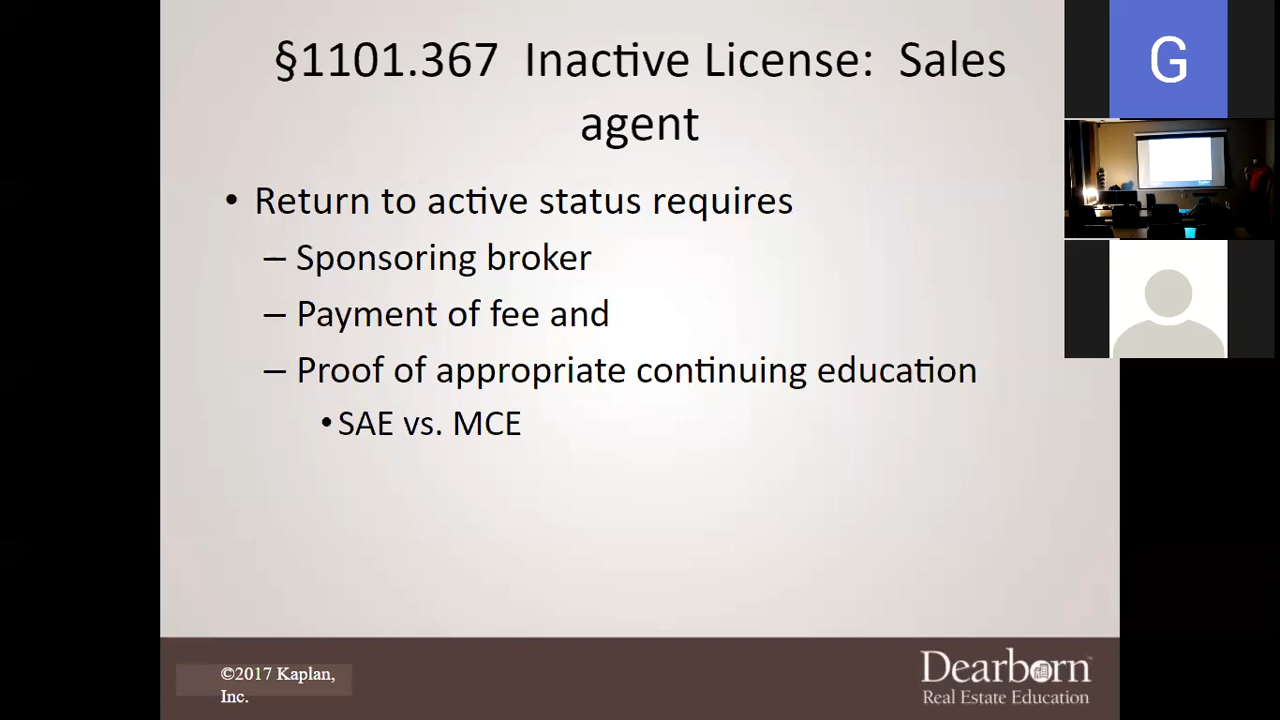 §1101.367 Inactive License: Sales
agent
• Return to active status requires
– Sponsoring broker
– Payment of fee and
– Proof of appropriate continuing education
• SAE vs. MCE
©2017 Kaplan,
Inc.
Dearborn™
Real Estate Education
G